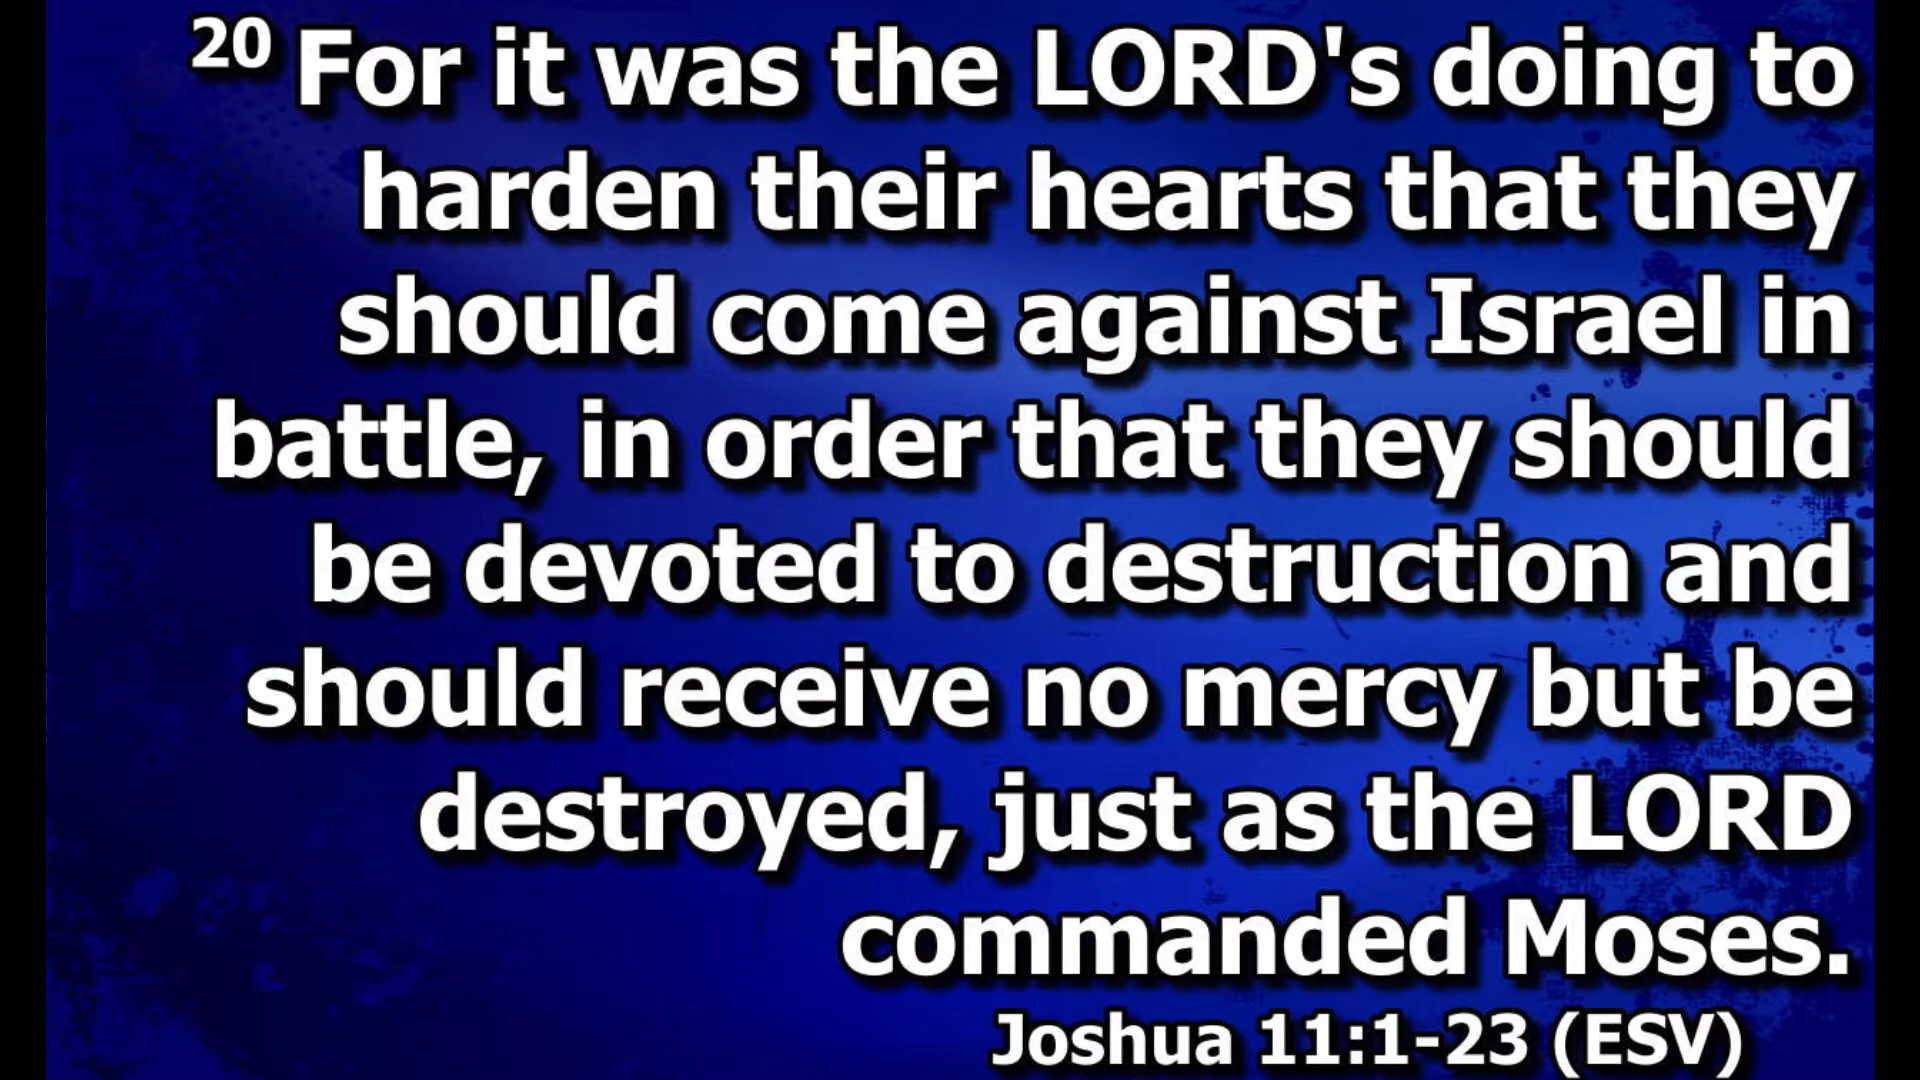 20 For it was the LORD's doing to
harden their hearts that they
should come against Israel in
battle, in order that they should
be devoted to destruction and
should receive no mercy but be
destroyed, just as the LORD
commanded Moses.
Joshua 11:1-23 (ESV)